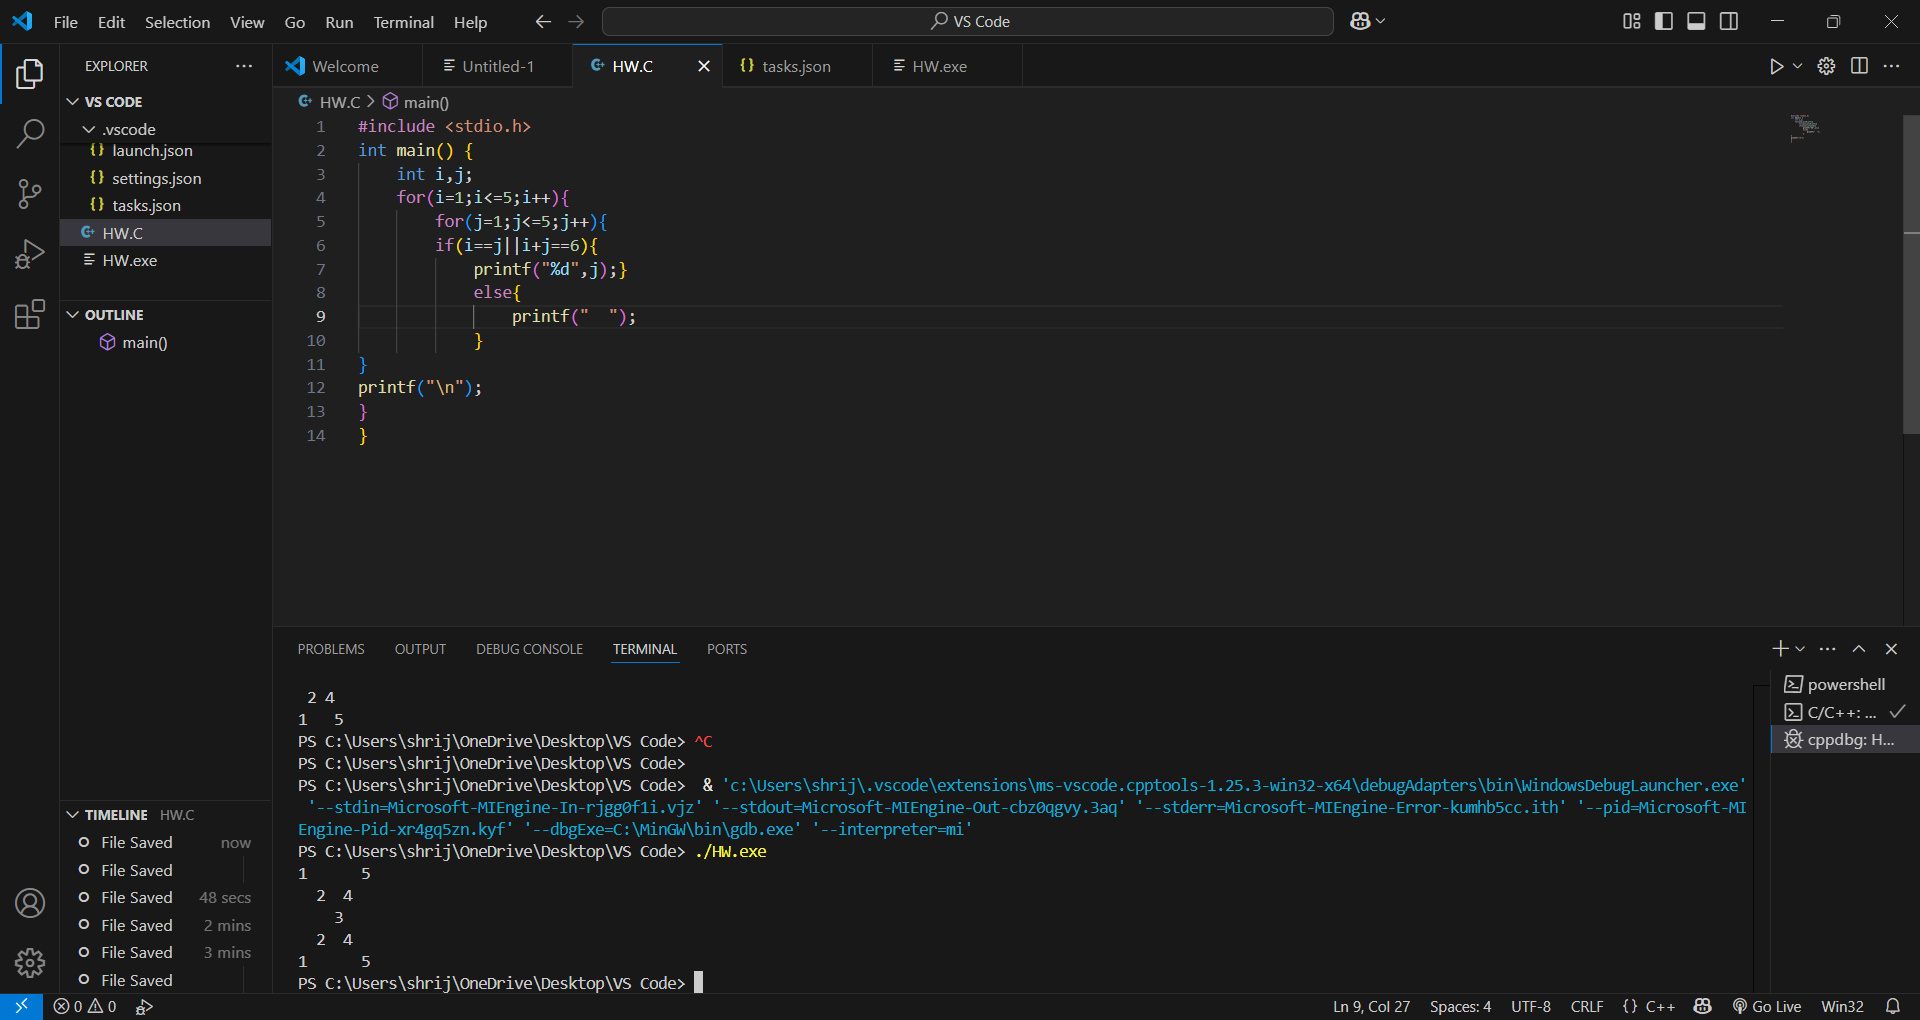 File Edit Selection View Go Run Terminal Help
VS Code
EXPLORER
VS CODE
.vscode
launch.json
settings.json
tasks.json
HW.C
HW.exe
OUTLINE
main()
TIMELINE HW.C
File Saved now
File Saved
File Saved 48 secs
File Saved 2 mins
File Saved 3 mins
File Saved
Welcome Untitled-1 HW.C tasks.json HW.exe
HW.C > main()
1 #include <stdio.h>
2 int main() {
3     int i,j;
4     for(i=1;i<=5;i++){
5         for(j=1;j<=5;j++){
6         if(i==j||i+j==6){
7             printf("%d",j);}
8             else{
9                 printf("  ");
10             }
11 }
12 printf("\n");
13 }
14 }
PROBLEMS OUTPUT DEBUG CONSOLE TERMINAL PORTS
 2 4
1   5
PS C:\Users\shrij\OneDrive\Desktop\VS Code> ^C
PS C:\Users\shrij\OneDrive\Desktop\VS Code>
PS C:\Users\shrij\OneDrive\Desktop\VS Code>  & 'c:\Users\shrij\.vscode\extensions\ms-vscode.cpptools-1.25.3-win32-x64\debugAdapters\bin\WindowsDebugLauncher.exe'
 '--stdin=Microsoft-MIEngine-In-rjgg0f1i.vjz' '--stdout=Microsoft-MIEngine-Out-cbz0qgvy.3aq' '--stderr=Microsoft-MIEngine-Error-kumhb5cc.ith' '--pid=Microsoft-MI
Engine-Pid-xr4gq5zn.kyf' '--dbgExe=C:\MinGW\bin\gdb.exe' '--interpreter=mi'
PS C:\Users\shrij\OneDrive\Desktop\VS Code> ./HW.exe
1      5
  2  4
    3
  2  4
1      5
PS C:\Users\shrij\OneDrive\Desktop\VS Code>
powershell
C/C++: ...
cppdbg: H...
0 0
Ln 9, Col 27 Spaces: 4 UTF-8 CRLF {} C++ Go Live Win32